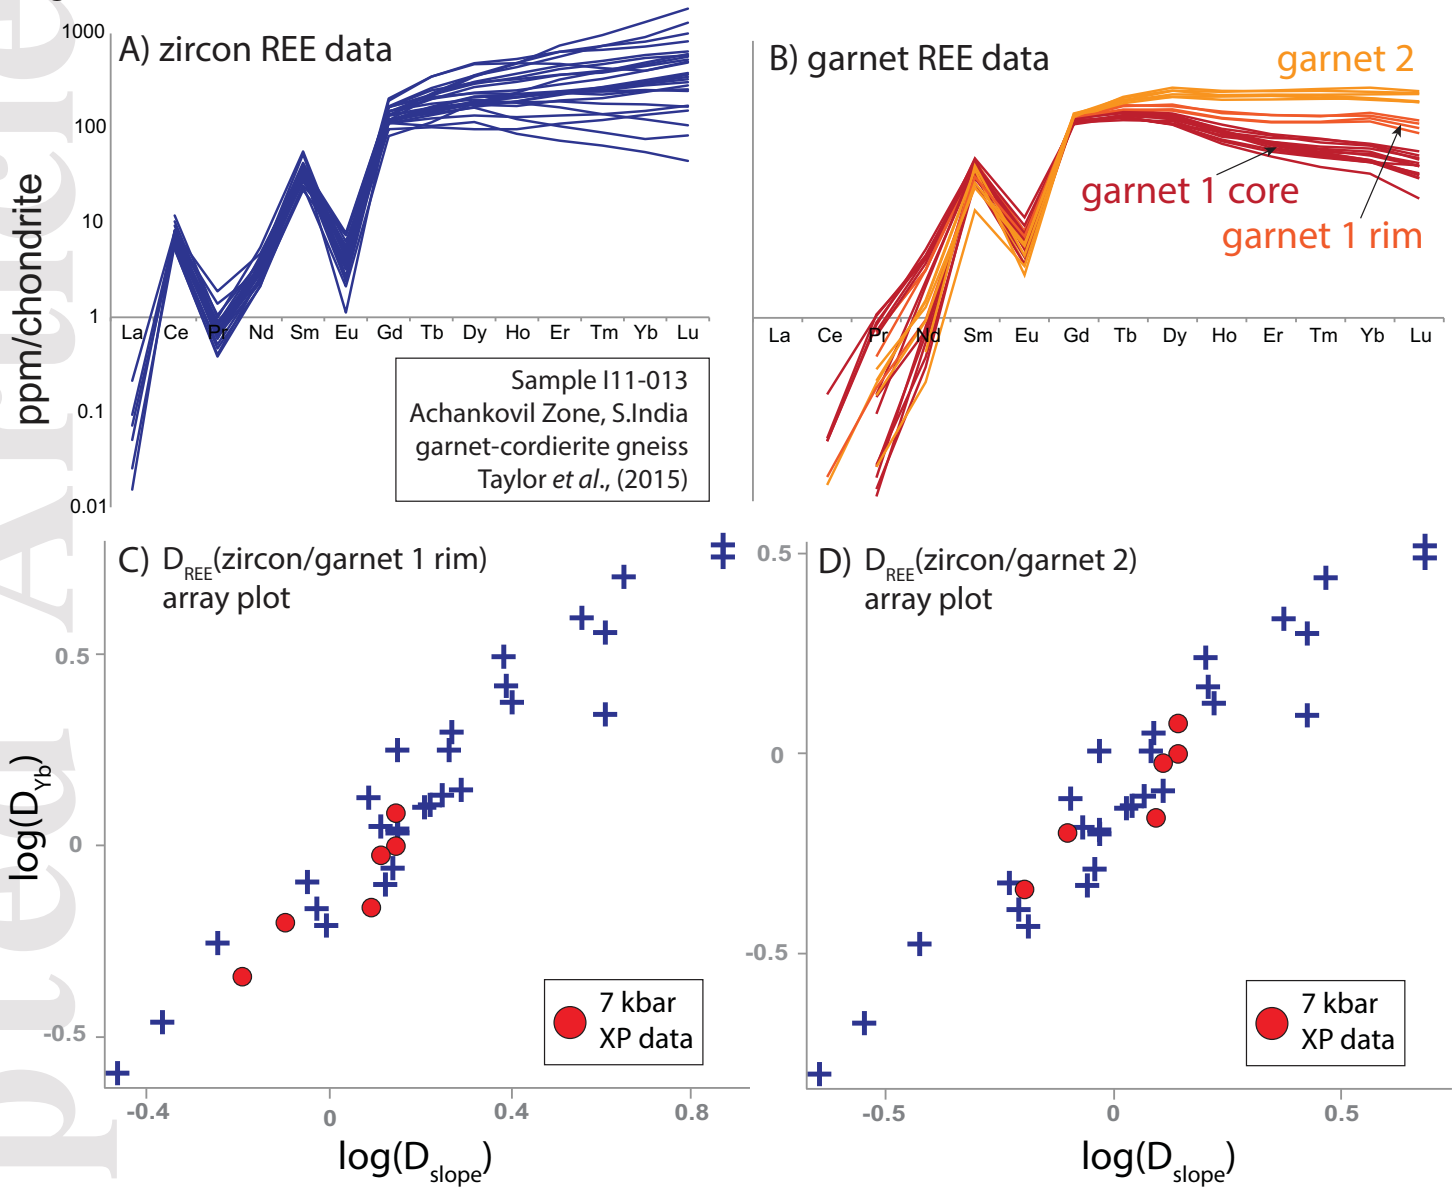 A) zircon REE data
1000
100
10
1
0.1
0.01
ppm/chondrite
La Ce Pr Nd Sm Eu Gd Tb Dy Ho Er Tm Yb Lu
Sample I11-013
Achankovil Zone, S.India
garnet-cordierite gneiss
Taylor et al., (2015)
B) garnet REE data
garnet 2
garnet 1 core
garnet 1 rim
La Ce Pr Nd Sm Eu Gd Tb Dy Ho Er Tm Yb Lu
C) DREE(zircon/garnet 1 rim)
array plot
0.5
0
-0.5
log(DYb)
-0.4 0 0.4 0.8
log(Dslope)
7 kbar
XP data
D) DREE(zircon/garnet 2)
array plot
0.5
0
-0.5
-0.5 0 0.5
log(Dslope)
7 kbar
XP data
pted Article